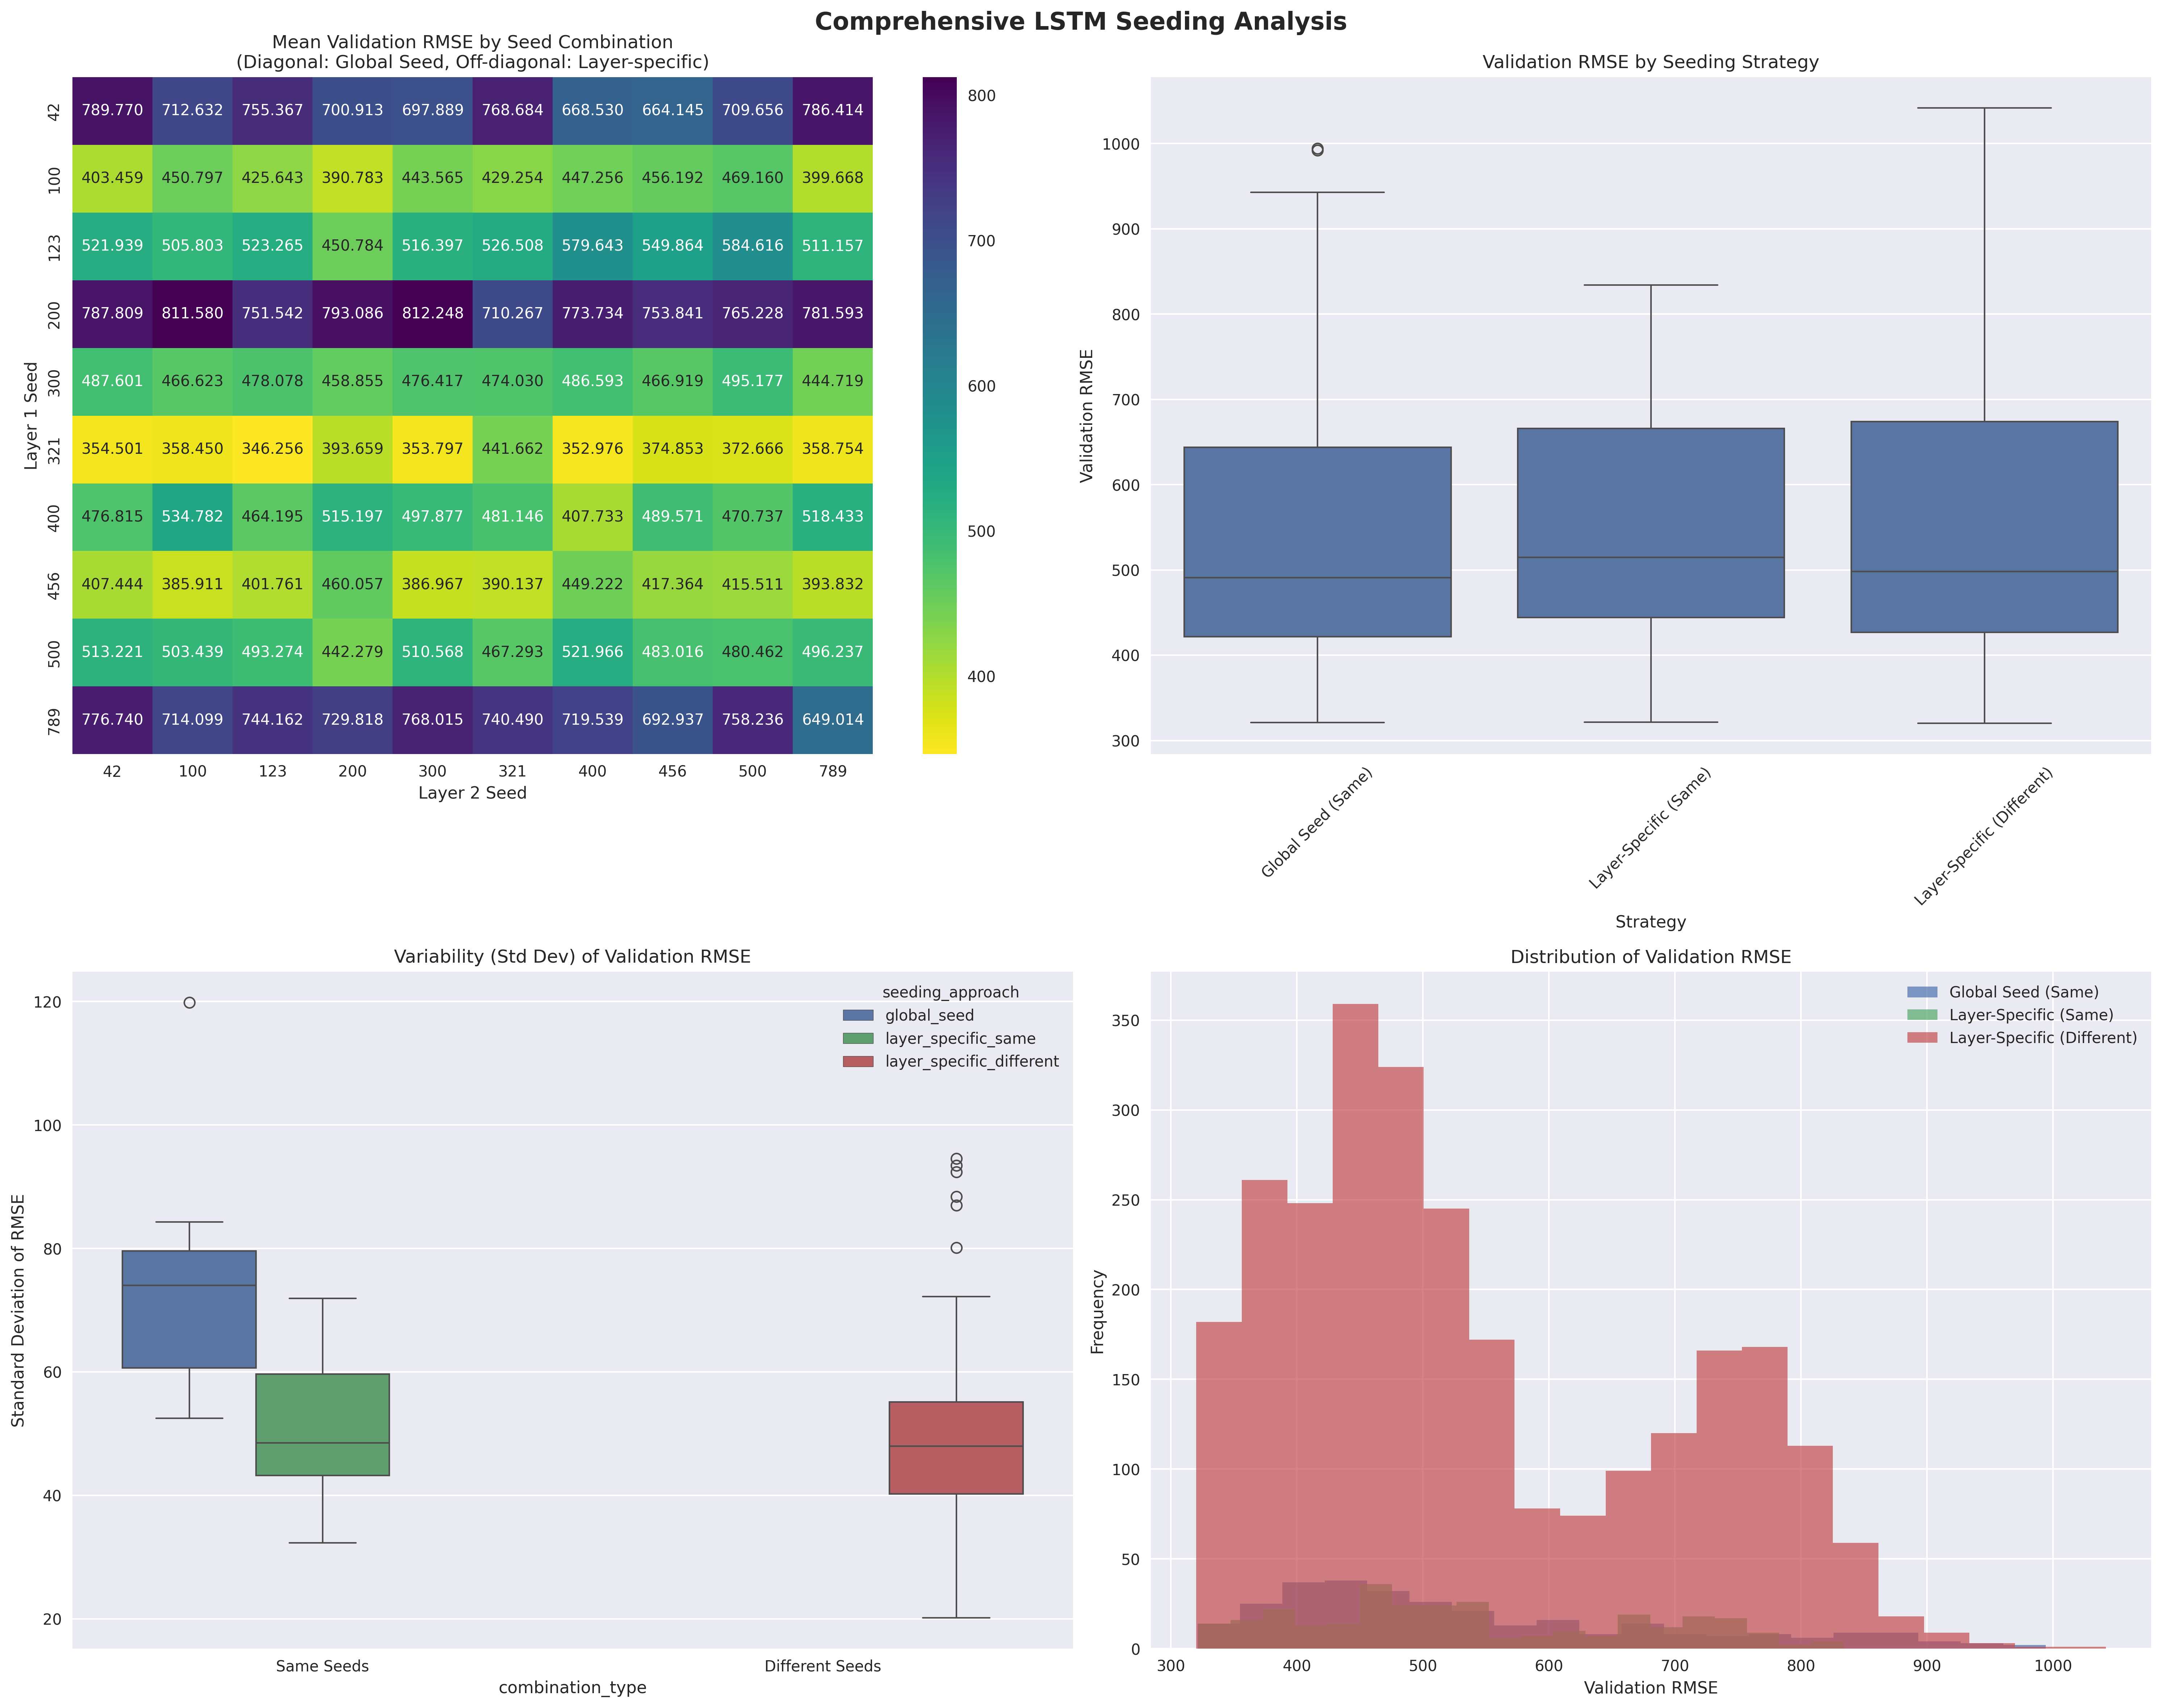 Comprehensive LSTM Seeding Analysis
Mean Validation RMSE by Seed Combination
(Diagonal: Global Seed, Off-diagonal: Layer-specific)
Layer 1 Seed
42 789.770 712.632 755.367 700.913 697.889 768.684 668.530 664.145 709.656 786.414
100 403.459 450.797 425.643 390.783 443.565 429.254 447.256 456.192 469.160 399.668
123 521.939 505.803 523.265 450.784 516.397 526.508 579.643 549.864 584.616 511.157
200 787.809 811.580 751.542 793.086 812.248 710.267 773.734 753.841 765.228 781.593
300 487.601 466.623 478.078 458.855 476.417 474.030 486.593 466.919 495.177 444.719
321 354.501 358.450 346.256 393.659 353.797 441.662 352.976 374.853 372.666 358.754
400 476.815 534.782 464.195 515.197 497.877 481.146 407.733 489.571 470.737 518.433
456 407.444 385.911 401.761 460.057 386.967 390.137 449.222 417.364 415.511 393.832
500 513.221 503.439 493.274 442.279 510.568 467.293 521.966 483.016 480.462 496.237
789 776.740 714.099 744.162 729.818 768.015 740.490 719.539 692.937 758.236 649.014
42 100 123 200 300 321 400 456 500 789
Layer 2 Seed
800
700
600
500
400
Validation RMSE by Seeding Strategy
Validation RMSE
1000
900
800
700
600
500
400
300
Global Seed (Same)
Layer-Specific (Same)
Layer-Specific (Different)
Strategy
Variability (Std Dev) of Validation RMSE
Standard Deviation of RMSE
120
100
80
60
40
20
seeding_approach
global_seed
layer_specific_same
layer_specific_different
Same Seeds Different Seeds
combination_type
Distribution of Validation RMSE
Frequency
350
300
250
200
150
100
50
0
Global Seed (Same)
Layer-Specific (Same)
Layer-Specific (Different)
300 400 500 600 700 800 900 1000
Validation RMSE